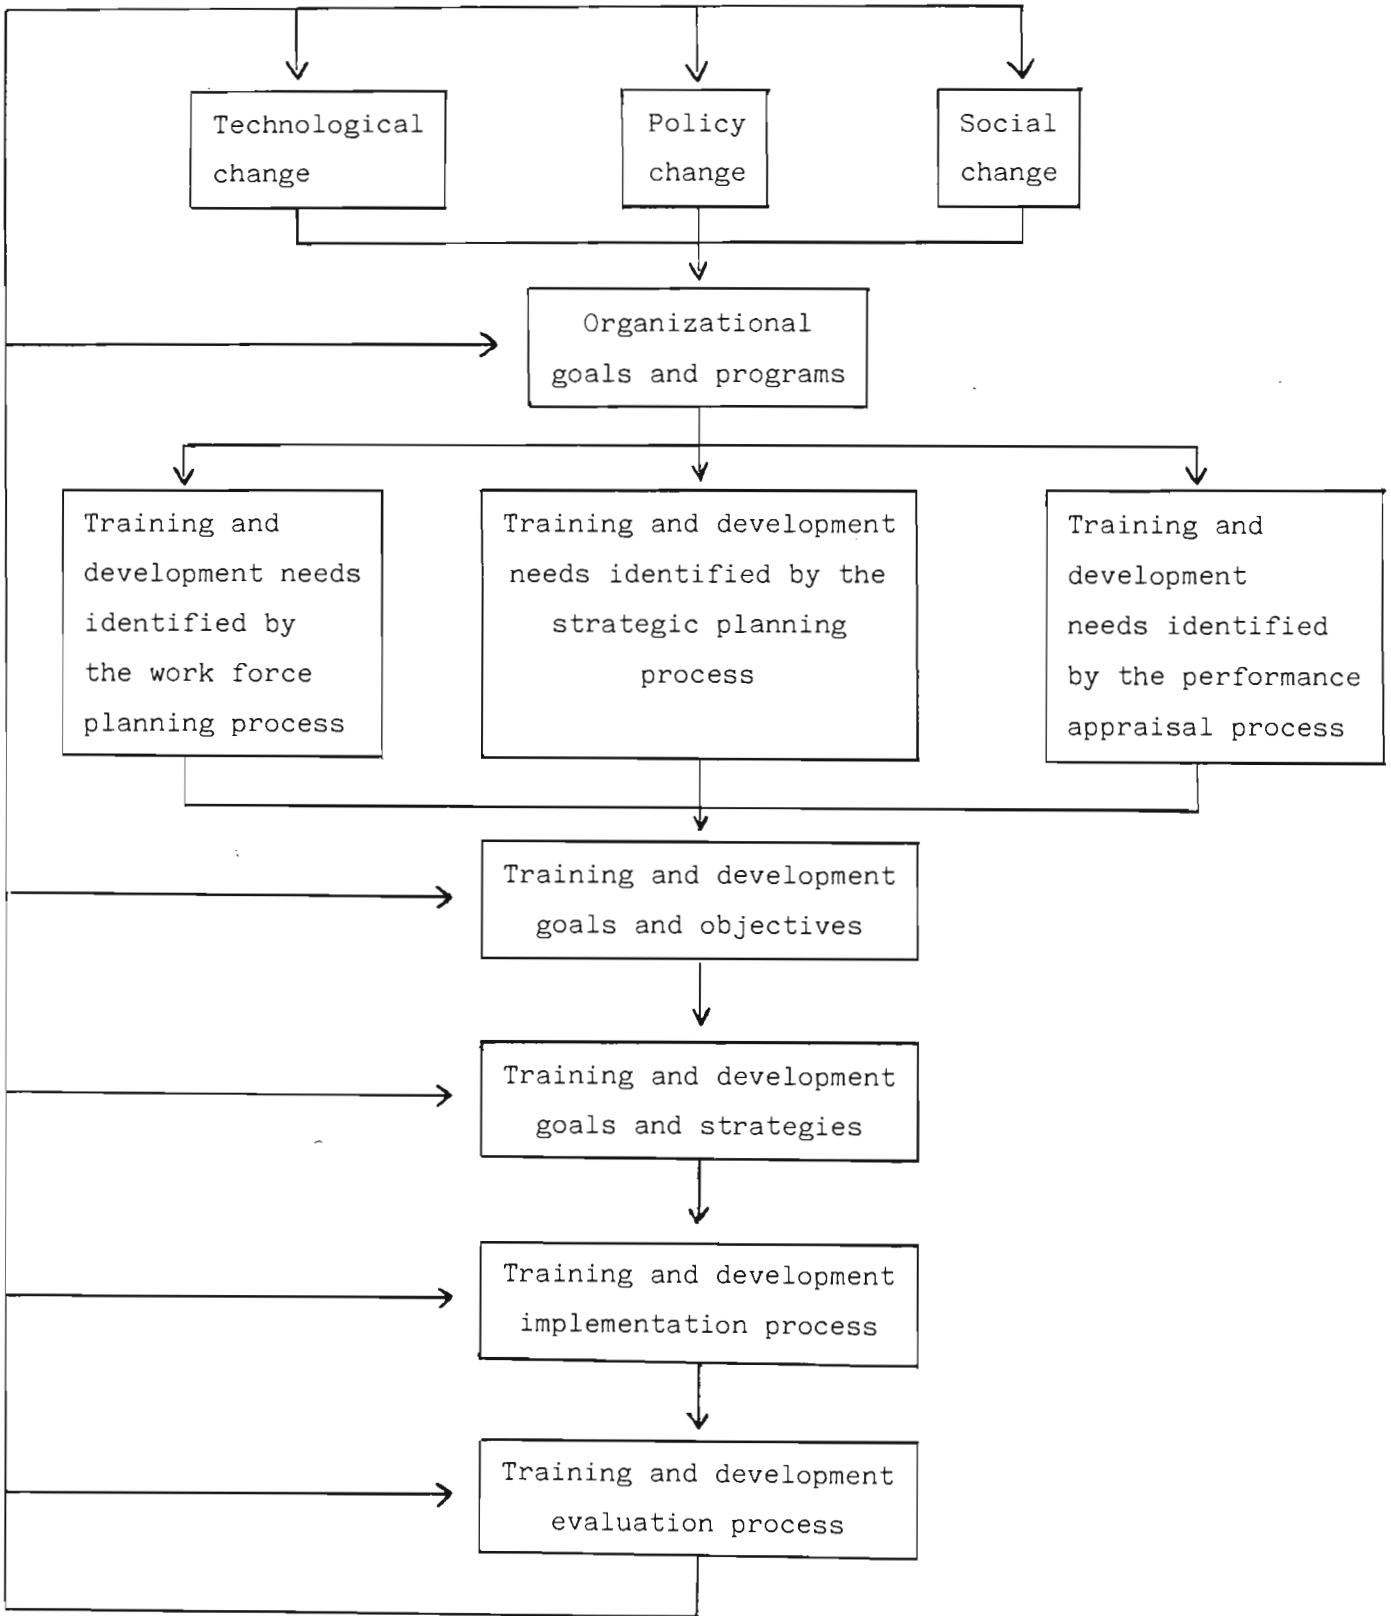 Technological
change
Policy
change
Social
change
Organizational
goals and programs
Training and
development needs
identified by
the work force
planning process
Training and development
needs identified by the
strategic planning
process
Training and
development
needs identified
by the performance
appraisal process
Training and development
goals and objectives
Training and development
goals and strategies
Training and development
implementation process
Training and development
evaluation process